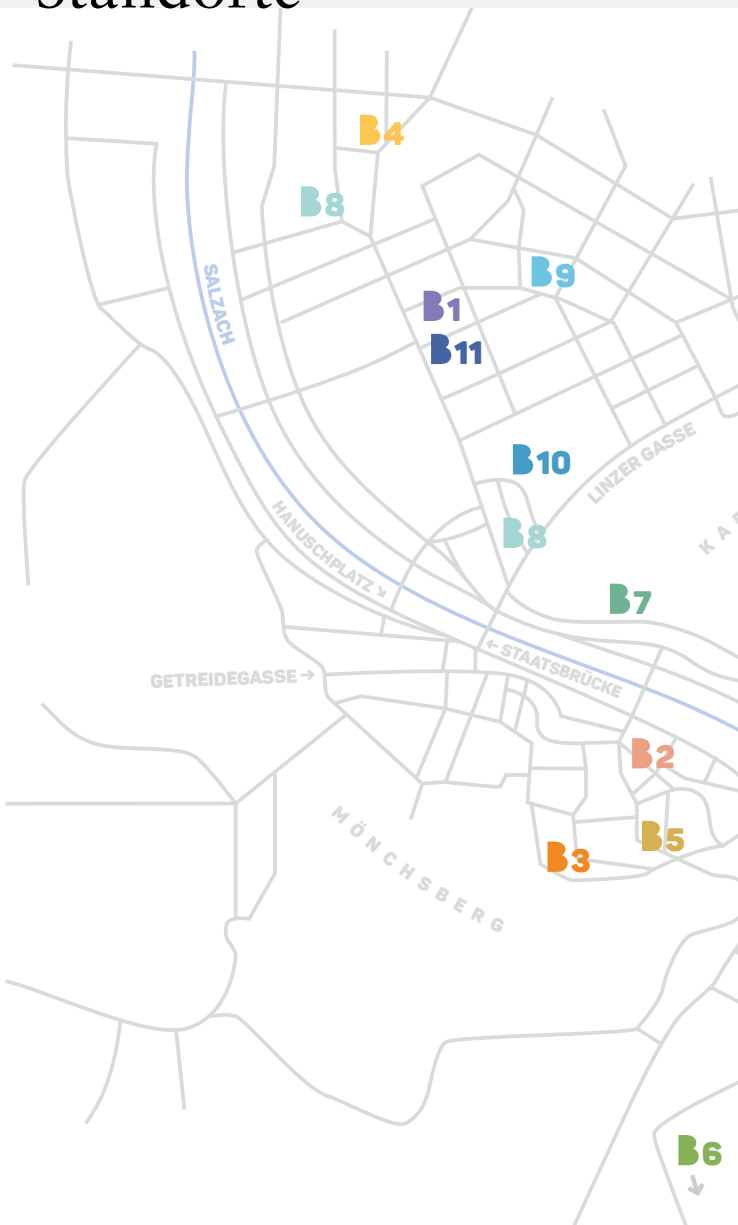 Standorte
B4
B8
B9
SALZACH
B1
B11
LINZER GASSE
B10
HANUSCHPLATZ ↘
B8
B7
← STAATSBRÜCKE
GETREIDEGASSE →
B2
MÖNCHSBERG
B5
B3
B6